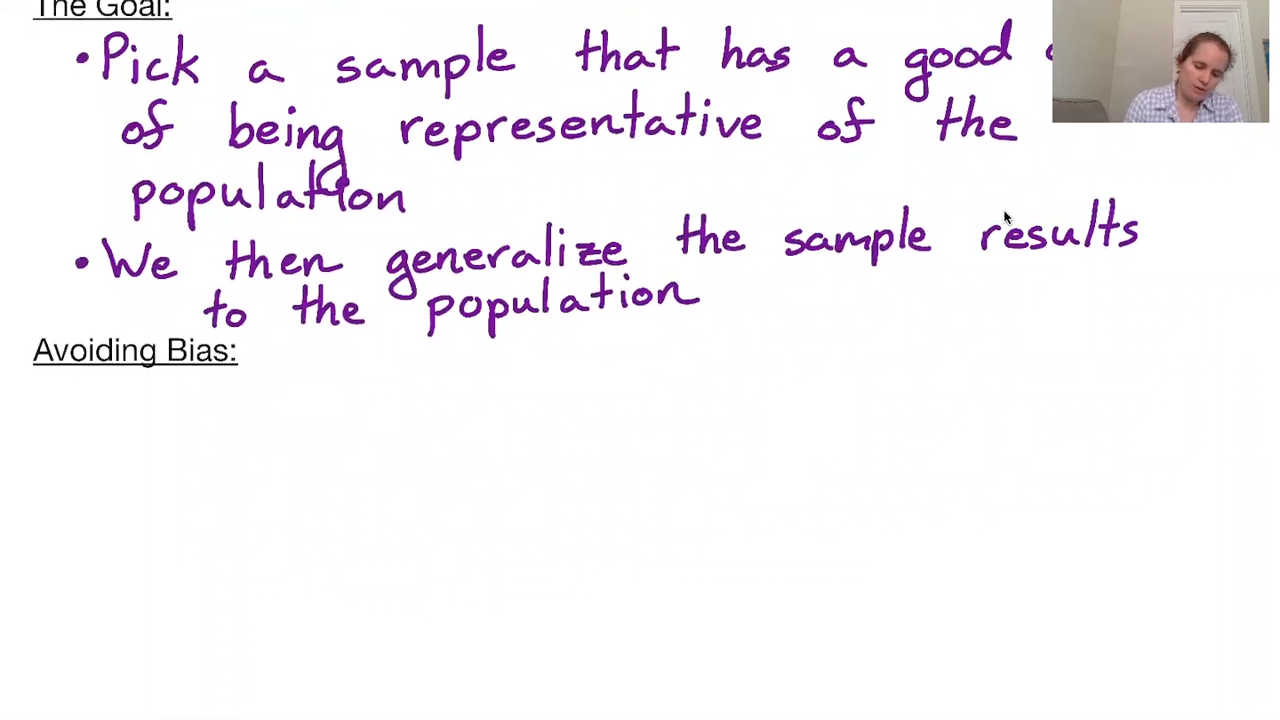 The Goal:
• Pick a sample that has a good
of being representative of the
population
• We then generalize the sample results
to the population
Avoiding Bias: